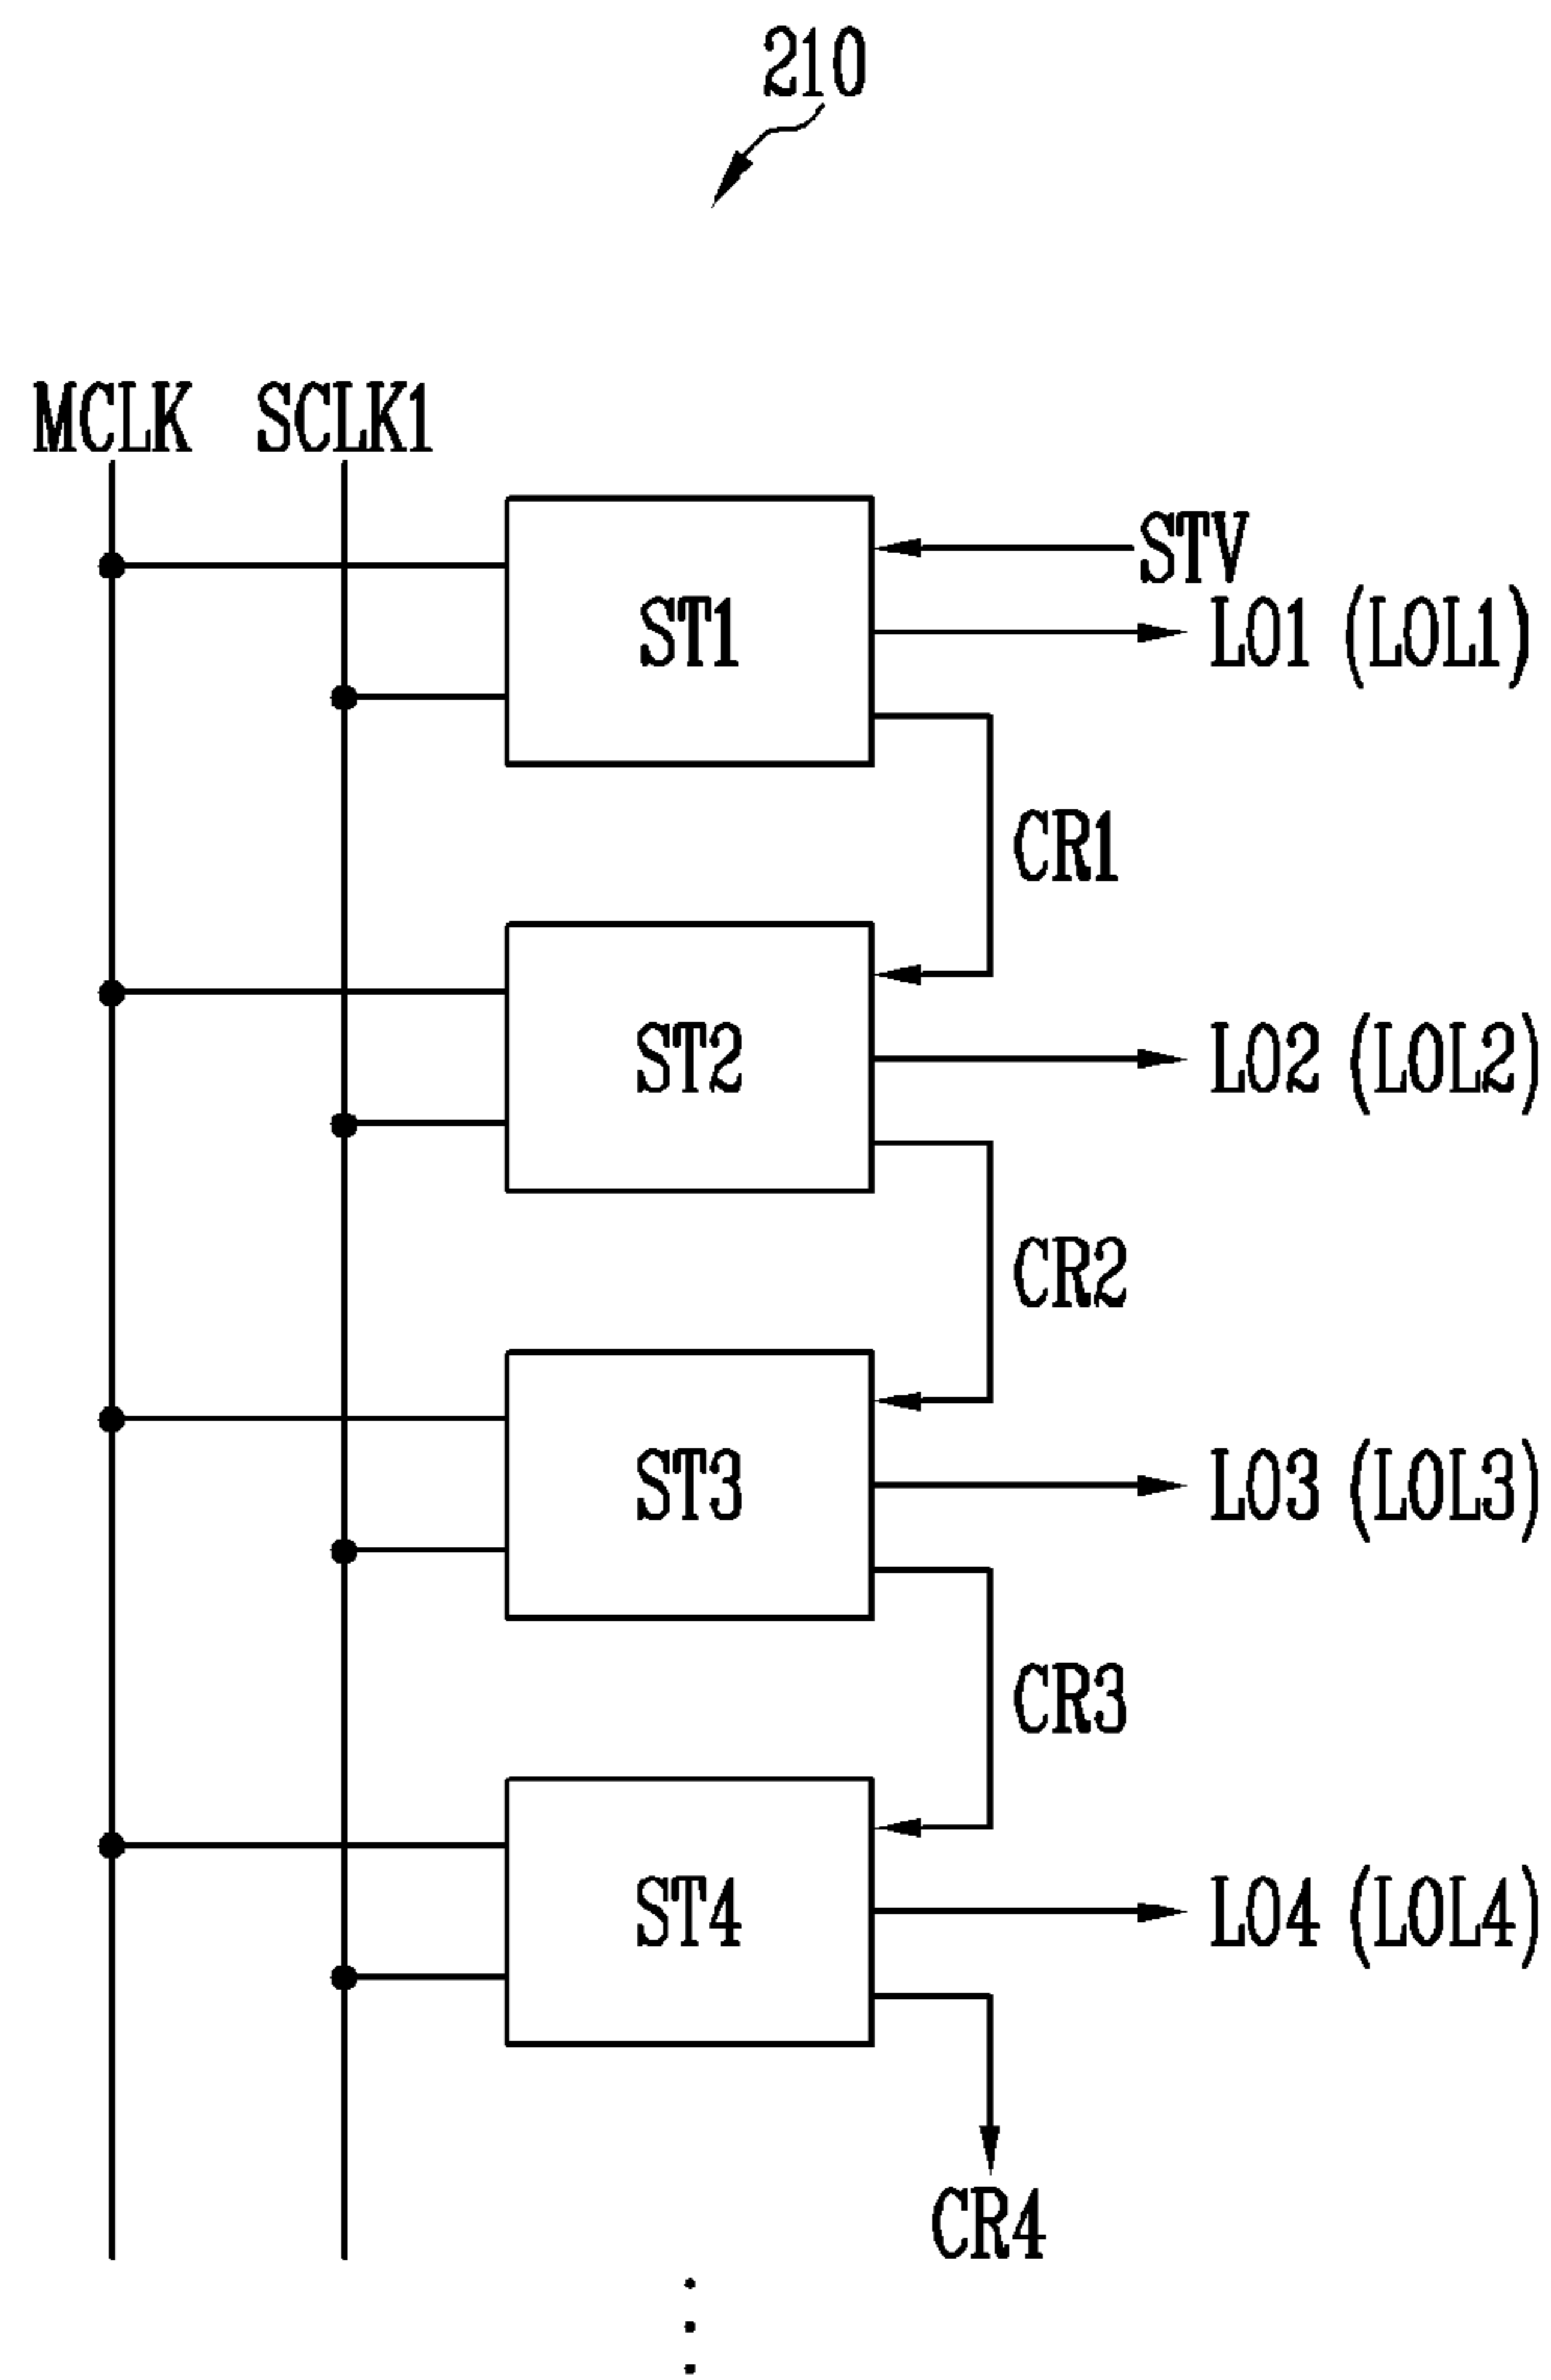 210
MCLK SCLK1
STV
ST1 LO1 (LOL1)
CR1
ST2 LO2 (LOL2)
CR2
ST3 LO3 (LOL3)
CR3
ST4 LO4 (LOL4)
CR4